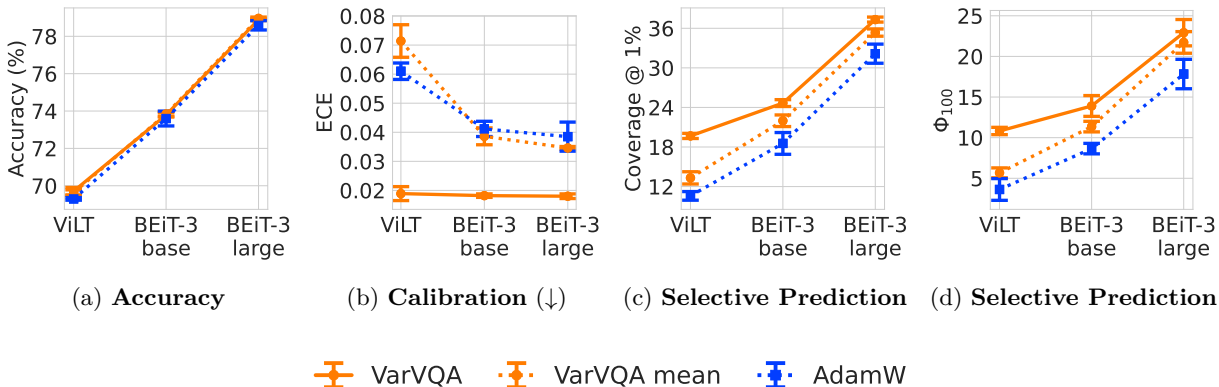 Accuracy (%)
78
76
74
72
70
ViLT
BEiT-3
base
BEiT-3
large
(a) Accuracy
ECE
0.08
0.07
0.06
0.05
0.04
0.03
0.02
ViLT
BEiT-3
base
BEiT-3
large
(b) Calibration (↓)
Coverage @ 1%
36
30
24
18
12
ViLT
BEiT-3
base
BEiT-3
large
(c) Selective Prediction
Φ₁₀₀
25
20
15
10
5
ViLT
BEiT-3
base
BEiT-3
large
(d) Selective Prediction
VarVQA
VarVQA mean
AdamW